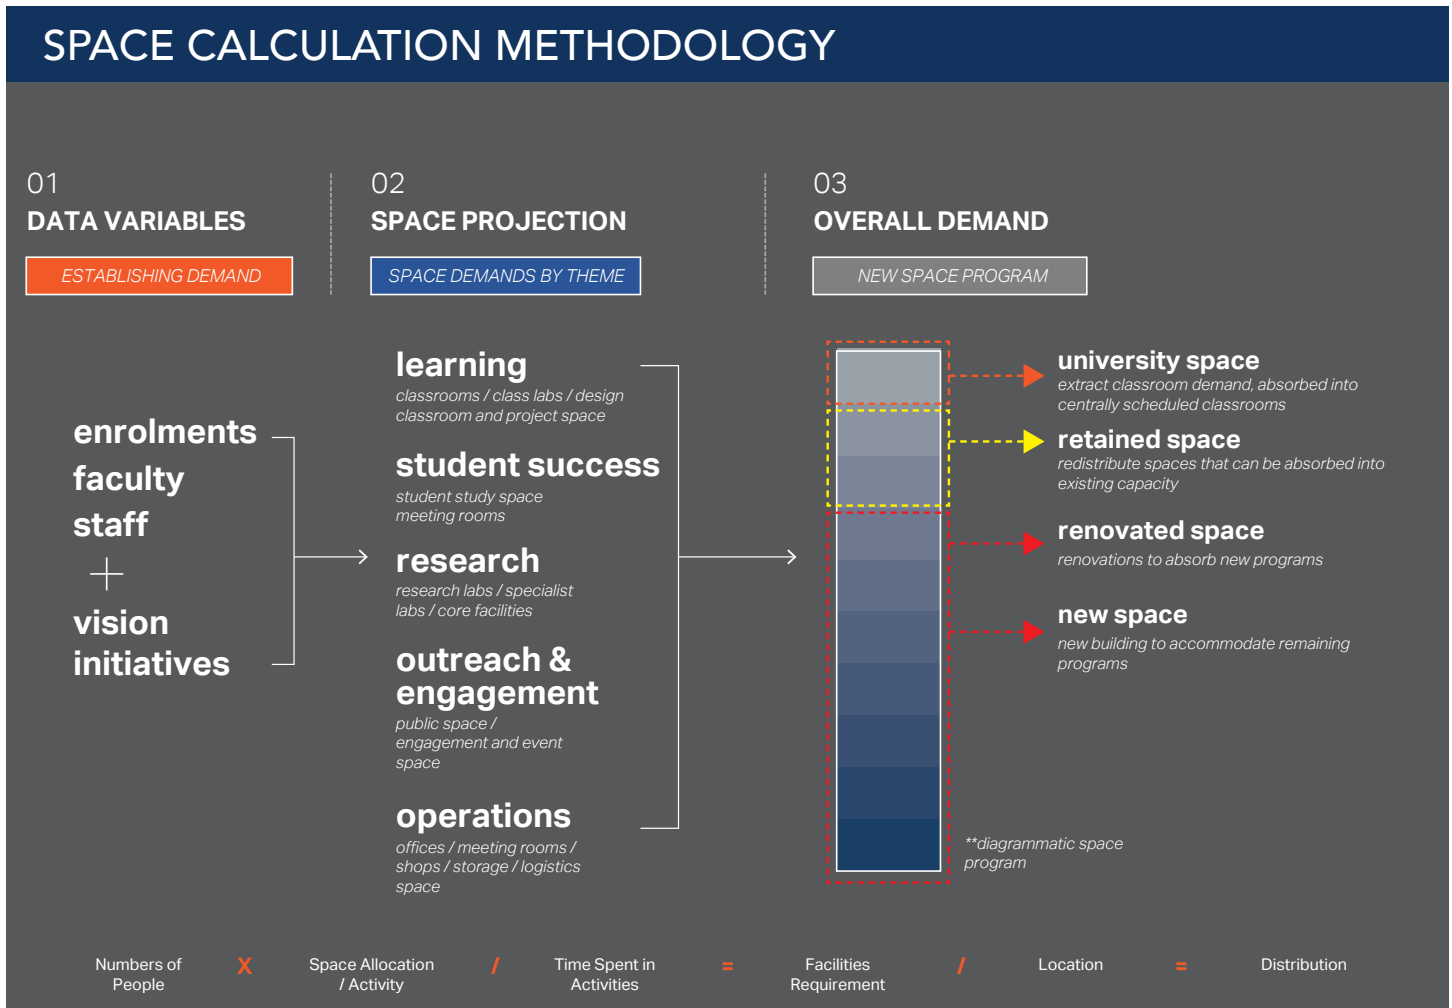 SPACE CALCULATION METHODOLOGY
01
DATA VARIABLES
ESTABLISHING DEMAND
enrolments
faculty
staff
+
vision
initiatives
02
SPACE PROJECTION
SPACE DEMANDS BY THEME
learning
classrooms / class labs / design
classroom and project space
student success
student study space
meeting rooms
research
research labs / specialist
labs / core facilities
outreach &
engagement
public space /
engagement and event
space
operations
offices / meeting rooms /
shops / storage / logistics
space
03
OVERALL DEMAND
NEW SPACE PROGRAM
university space
extract classroom demand, absorbed into
centrally scheduled classrooms
retained space
redistribute spaces that can be absorbed into
existing capacity
renovated space
renovations to absorb new programs
new space
new building to accommodate remaining
programs
**diagrammatic space
program
Numbers of
People
X
Space Allocation
/ Activity
/
Time Spent in
Activities
=
Facilities
Requirement
/
Location
=
Distribution